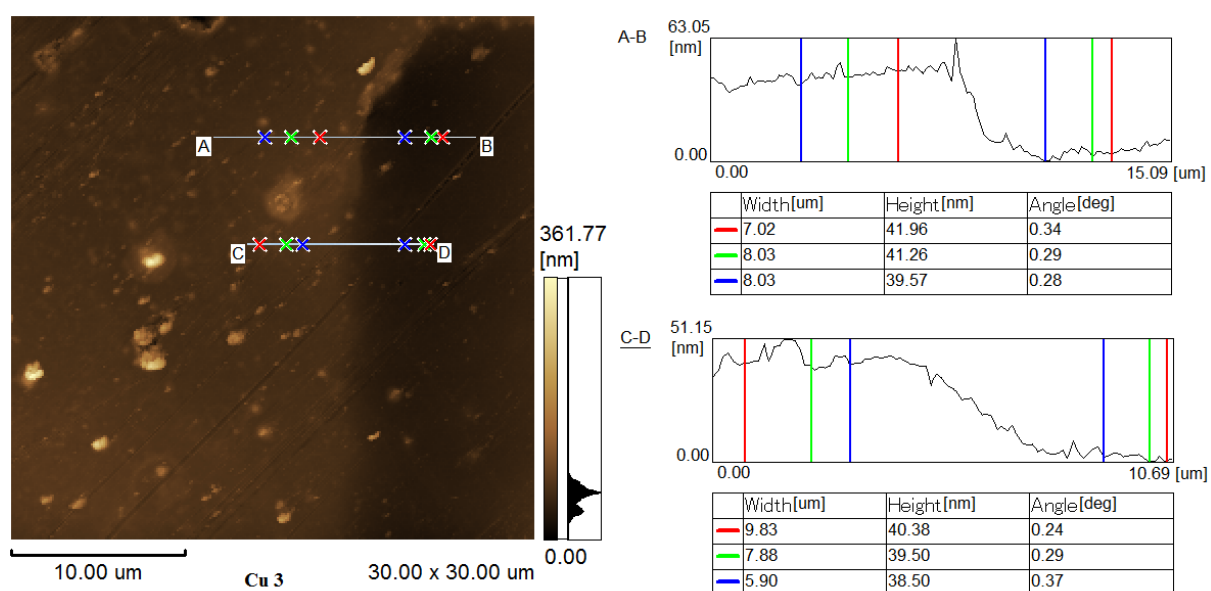 A
B
C
D
361.77
[nm]
0.00
10.00 um
Cu 3
30.00 x 30.00 um
A-B
63.05
[nm]
0.00
0.00
15.09 [um]
Width[um] Height[nm] Angle[deg]
7.02 41.96 0.34
8.03 41.26 0.29
8.03 39.57 0.28
C-D
51.15
[nm]
0.00
0.00
10.69 [um]
Width[um] Height[nm] Angle[deg]
9.83 40.38 0.24
7.88 39.50 0.29
5.90 38.50 0.37